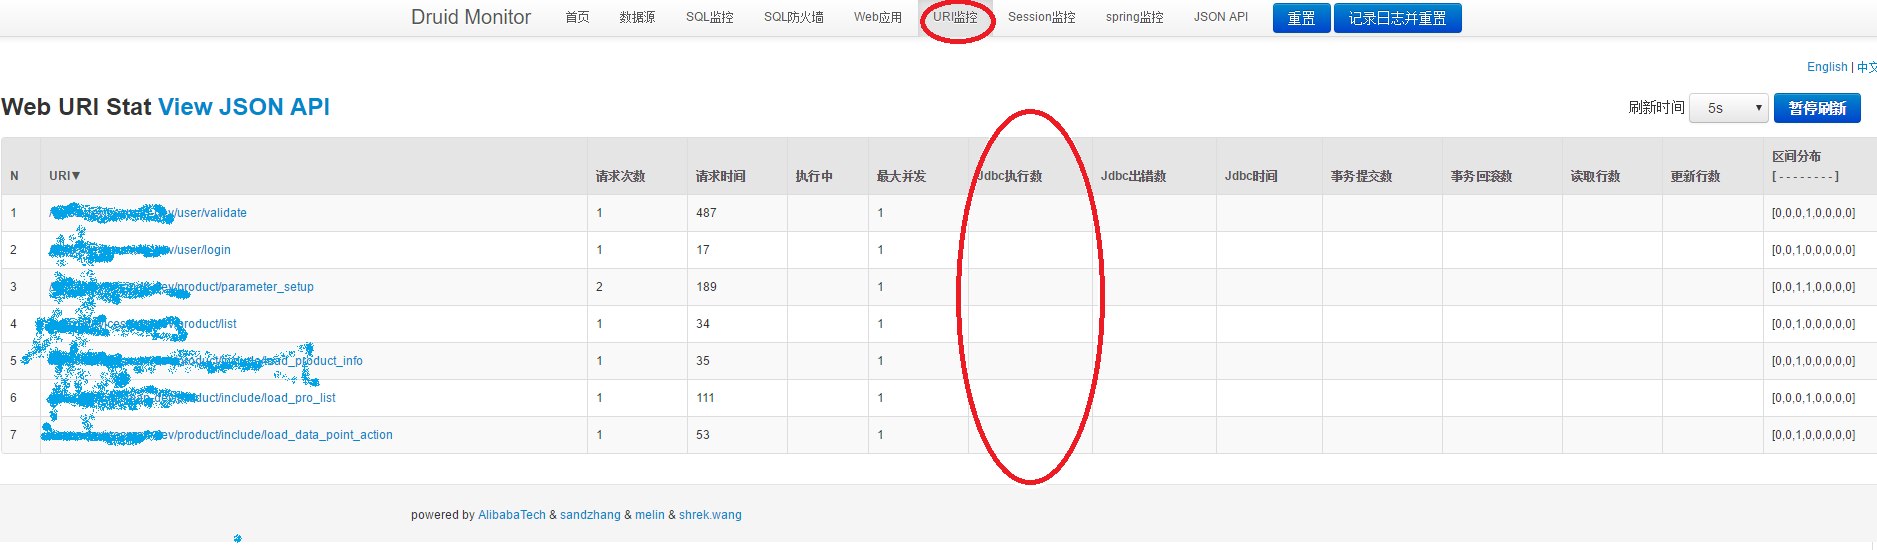 Druid Monitor 首页 数据源 SQL监控 SQL防火墙 Web应用 URI监控 Session监控 spring监控 JSON API 重置 记录日志并重置
English | 中文
Web URI Stat View JSON API 刷新时间 5s 暂停刷新
N URI▼ 请求次数 请求时间 执行中 最大并发 Jdbc执行数 Jdbc出错数 Jdbc时间 事务提交数 事务回滚数 读取行数 更新行数 区间分布 [ - - - - - - - - ]
1 /user/validate 1 487 1 [0,0,0,1,0,0,0,0]
2 /user/login 1 17 1 [0,0,1,0,0,0,0,0]
3 /product/parameter_setup 2 189 1 [0,0,1,1,0,0,0,0]
4 product/list 1 34 1 [0,0,1,0,0,0,0,0]
5 load_product_info 1 35 1 [0,0,1,0,0,0,0,0]
6 duct/include/load_pro_list 1 111 1 [0,0,0,1,0,0,0,0]
7 ev/product/include/load_data_point_action 1 53 1 [0,0,1,0,0,0,0,0]
powered by AlibabaTech & sandzhang & melin & shrek.wang